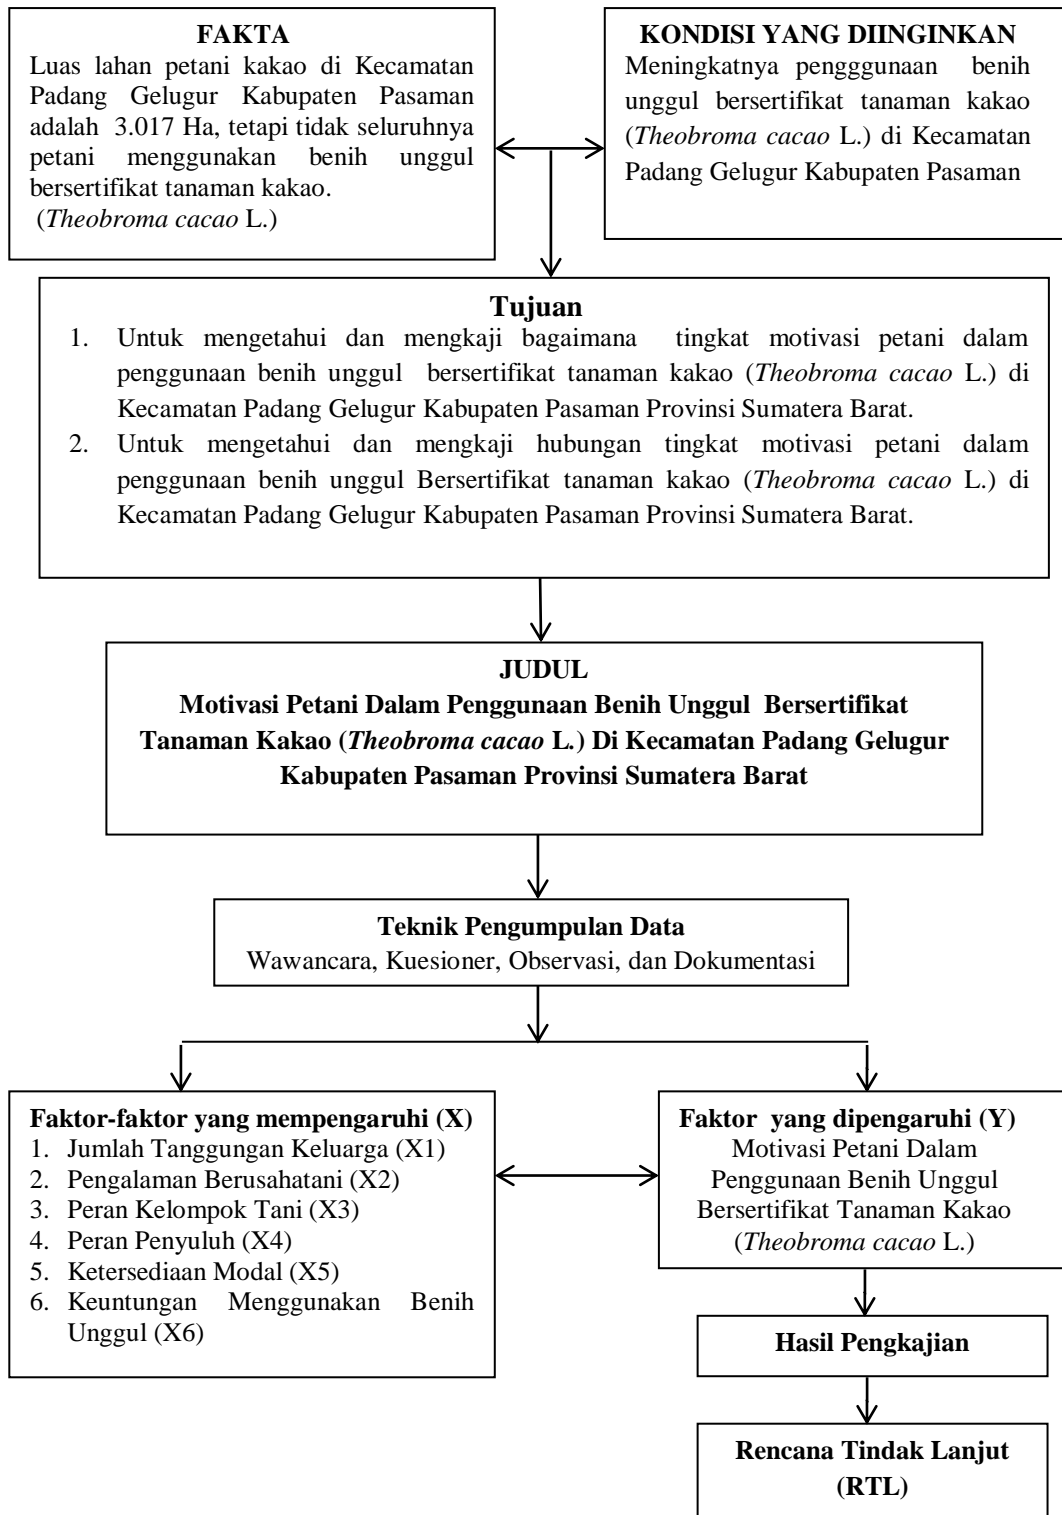 FAKTA
Luas lahan petani kakao di Kecamatan
Padang Gelugur Kabupaten Pasaman
adalah 3.017 Ha, tetapi tidak seluruhnya
petani menggunakan benih unggul
bersertifikat tanaman kakao.
(Theobroma cacao L.)
KONDISI YANG DIINGINKAN
Meningkatnya pengggunaan benih
unggul bersertifikat tanaman kakao
(Theobroma cacao L.) di Kecamatan
Padang Gelugur Kabupaten Pasaman
Tujuan
1. Untuk mengetahui dan mengkaji bagaimana tingkat motivasi petani dalam
penggunaan benih unggul bersertifikat tanaman kakao (Theobroma cacao L.) di
Kecamatan Padang Gelugur Kabupaten Pasaman Provinsi Sumatera Barat.
2. Untuk mengetahui dan mengkaji hubungan tingkat motivasi petani dalam
penggunaan benih unggul Bersertifikat tanaman kakao (Theobroma cacao L.) di
Kecamatan Padang Gelugur Kabupaten Pasaman Provinsi Sumatera Barat.
JUDUL
Motivasi Petani Dalam Penggunaan Benih Unggul Bersertifikat
Tanaman Kakao (Theobroma cacao L.) Di Kecamatan Padang Gelugur
Kabupaten Pasaman Provinsi Sumatera Barat
Teknik Pengumpulan Data
Wawancara, Kuesioner, Observasi, dan Dokumentasi
Faktor-faktor yang mempengaruhi (X)
1. Jumlah Tanggungan Keluarga (X1)
2. Pengalaman Berusahatani (X2)
3. Peran Kelompok Tani (X3)
4. Peran Penyuluh (X4)
5. Ketersediaan Modal (X5)
6. Keuntungan Menggunakan Benih
Unggul (X6)
Faktor yang dipengaruhi (Y)
Motivasi Petani Dalam
Penggunaan Benih Unggul
Bersertifikat Tanaman Kakao
(Theobroma cacao L.)
Hasil Pengkajian
Rencana Tindak Lanjut
(RTL)